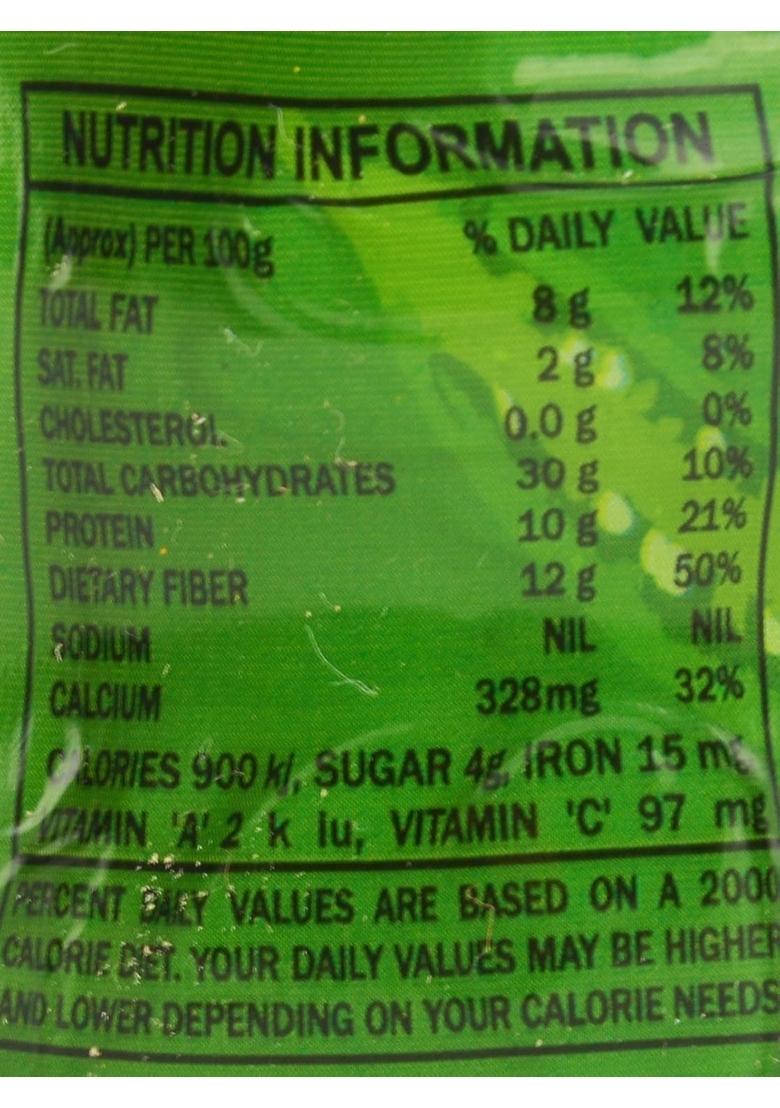 NUTRITION INFORMATION
(Approx) PER 100g % DAILY VALUE
TOTAL FAT 8 g 12%
SAT. FAT 2 g 8%
CHOLESTEROL 0.0 g 0%
TOTAL CARBOHYDRATES 30 g 10%
PROTEIN 10 g 21%
DIETARY FIBER 12 g 50%
SODIUM NIL NIL
CALCIUM 328mg 32%
CALORIES 900 kJ, SUGAR 4g, IRON 15 mg
VITAMIN 'A' 2 k Iu, VITAMIN 'C' 97 mg
PERCENT DAILY VALUES ARE BASED ON A 2000
CALORIE DIET. YOUR DAILY VALUES MAY BE HIGHER
AND LOWER DEPENDING ON YOUR CALORIE NEEDS